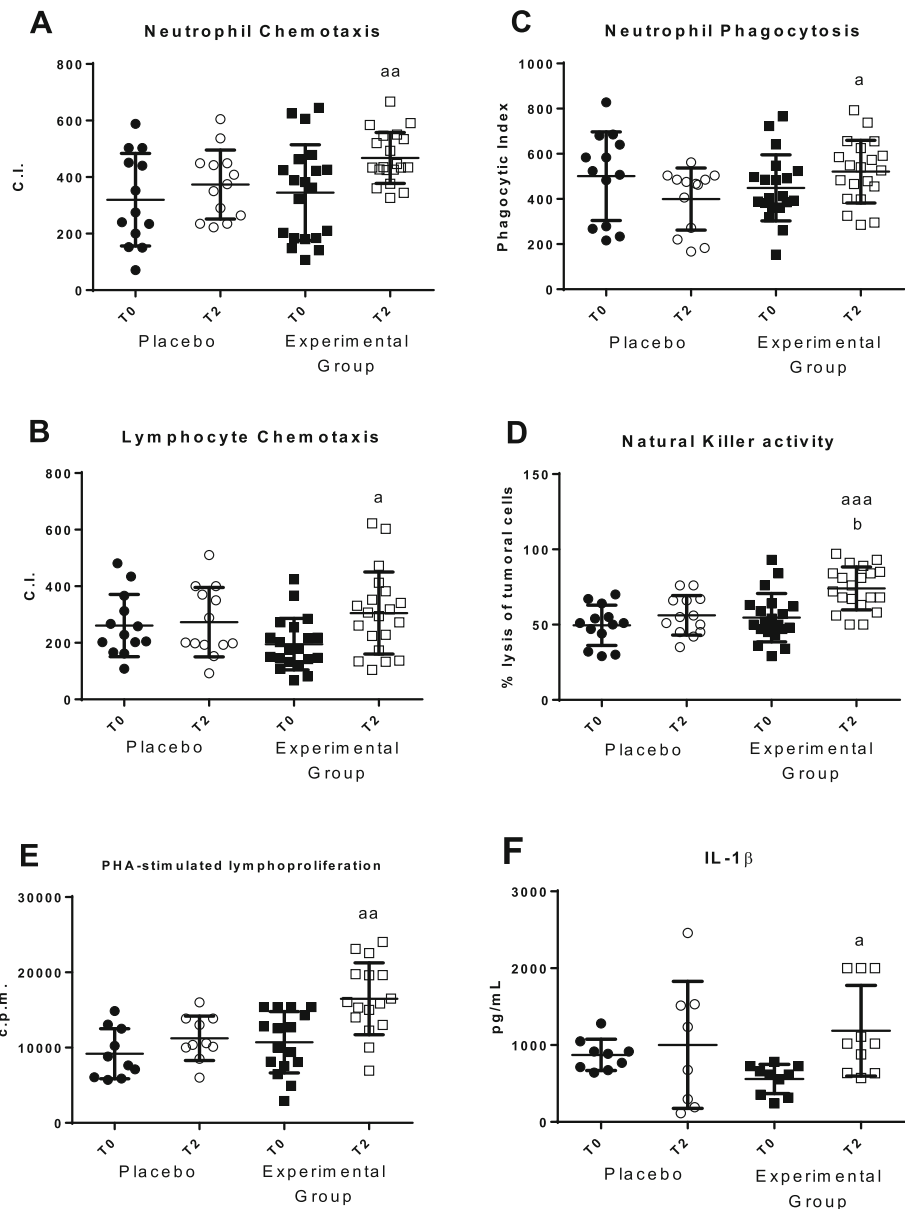 A
Neutrophil Chemotaxis
800
600
400
200
0
C.I.
aa
T0
T2
T0
T2
Placebo
Experimental
Group
C
Neutrophil Phagocytosis
1000
800
600
400
200
0
Phagocytic Index
a
T0
T2
T0
T2
Placebo
Experimental
Group
B
Lymphocyte Chemotaxis
800
600
400
200
0
C.I.
a
T0
T2
T0
T2
Placebo
Experimental
Group
D
Natural Killer activity
150
100
50
0
% lysis of tumoral cells
aaa
b
T0
T2
T0
T2
Placebo
Experimental
Group
E
PHA-stimulated lymphoproliferation
30000
20000
10000
0
c.p.m.
aa
T0
T2
T0
T2
Placebo
Experimental
Group
F
IL-1β
3000
2000
1000
0
pg/mL
a
T0
T2
T0
T2
Placebo
Experimental
Group